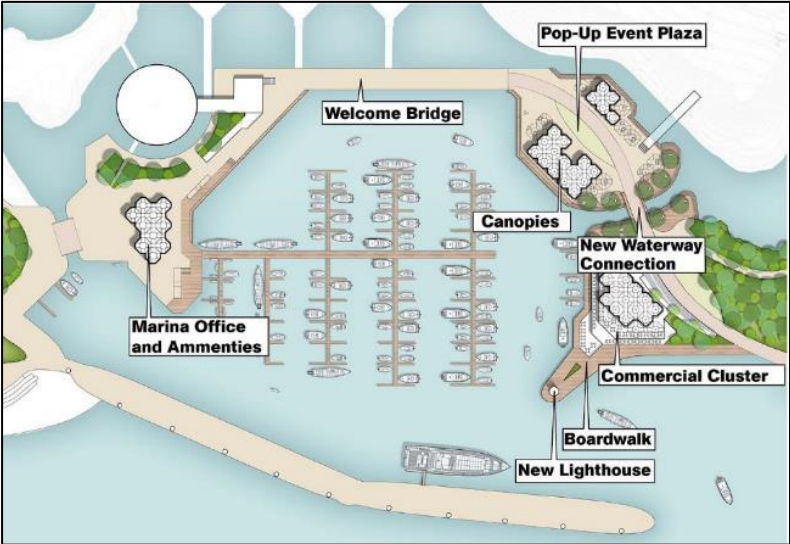 Pop-Up Event Plaza
Welcome Bridge
Canopies
New Waterway
Connection
Marina Office
and Ammenties
Commercial Cluster
Boardwalk
New Lighthouse